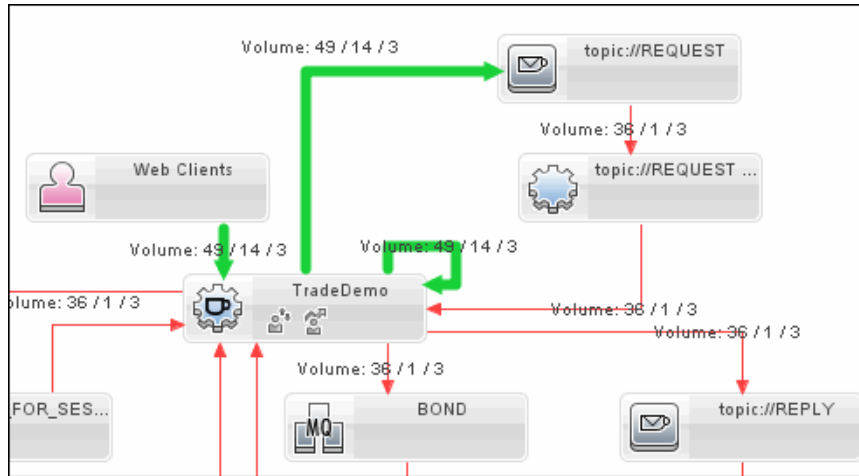 Volume: 49 / 14 / 3
topic://REQUEST
Volume: 36 / 1 / 3
Web Clients
topic://REQUEST ...
Volume: 49 / 14 / 3
Volume: 49 / 14 / 3
TradeDemo
olume: 36 / 1 / 3
Volume: 36 / 1 / 3
Volume: 36 / 1 / 3
Volume: 36 / 1 / 3
_FOR_SES...
BOND
MQ
topic://REPLY